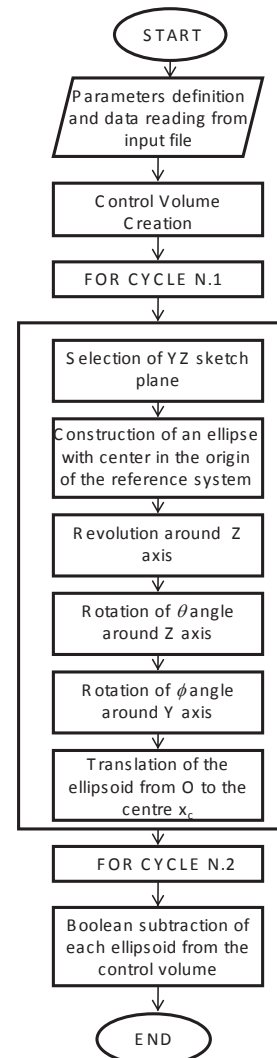 START
Parameters definition
and data reading from
input file
Control Volume
Creation
FOR CYCLE N.1
Selection of YZ sketch
plane
Construction of an ellipse
with center in the origin
of the reference system
Revolution around Z
axis
Rotation of θ angle
around Z axis
Rotation of ϕ angle
around Y axis
Translation of the
ellipsoid from O to the
centre x_c
FOR CYCLE N.2
Boolean subtraction of
each ellipsoid from the
control volume
END